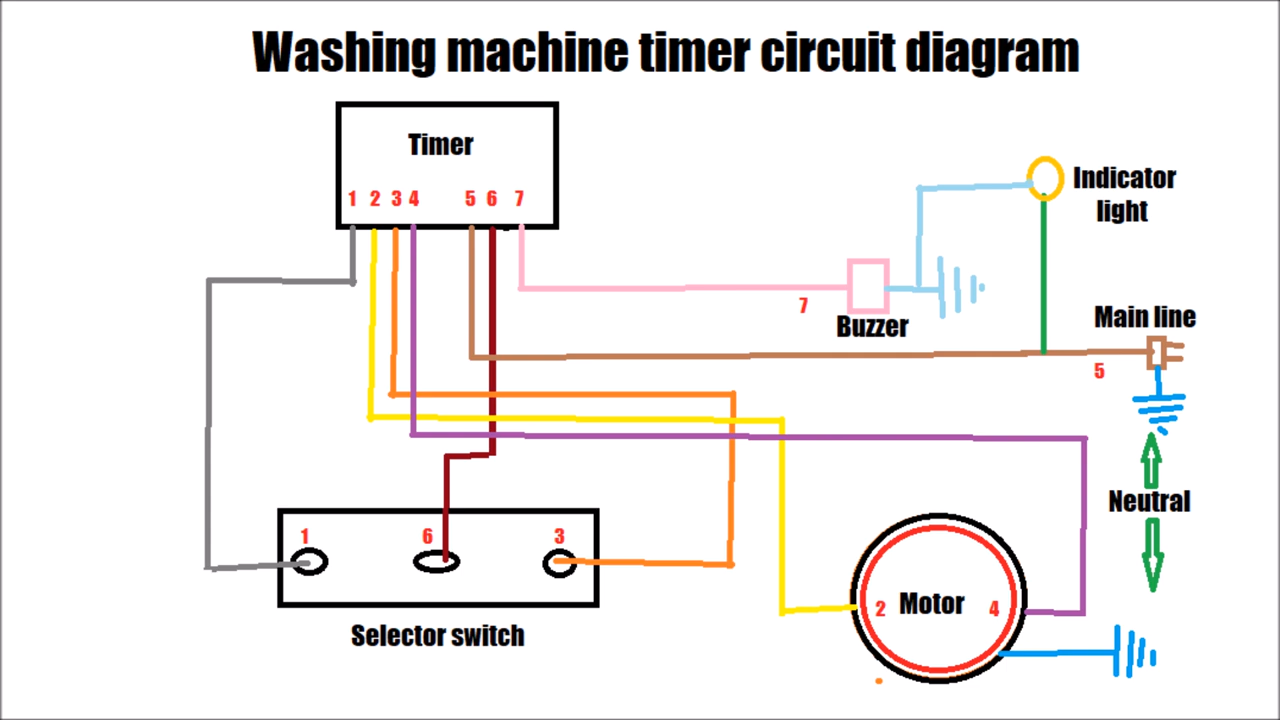 Washing machine timer circuit diagram
Timer
1 2 3 4 5 6 7
Indicator
light
7
Buzzer
Main line
5
Neutral
1 6 3
Selector switch
2 Motor 4